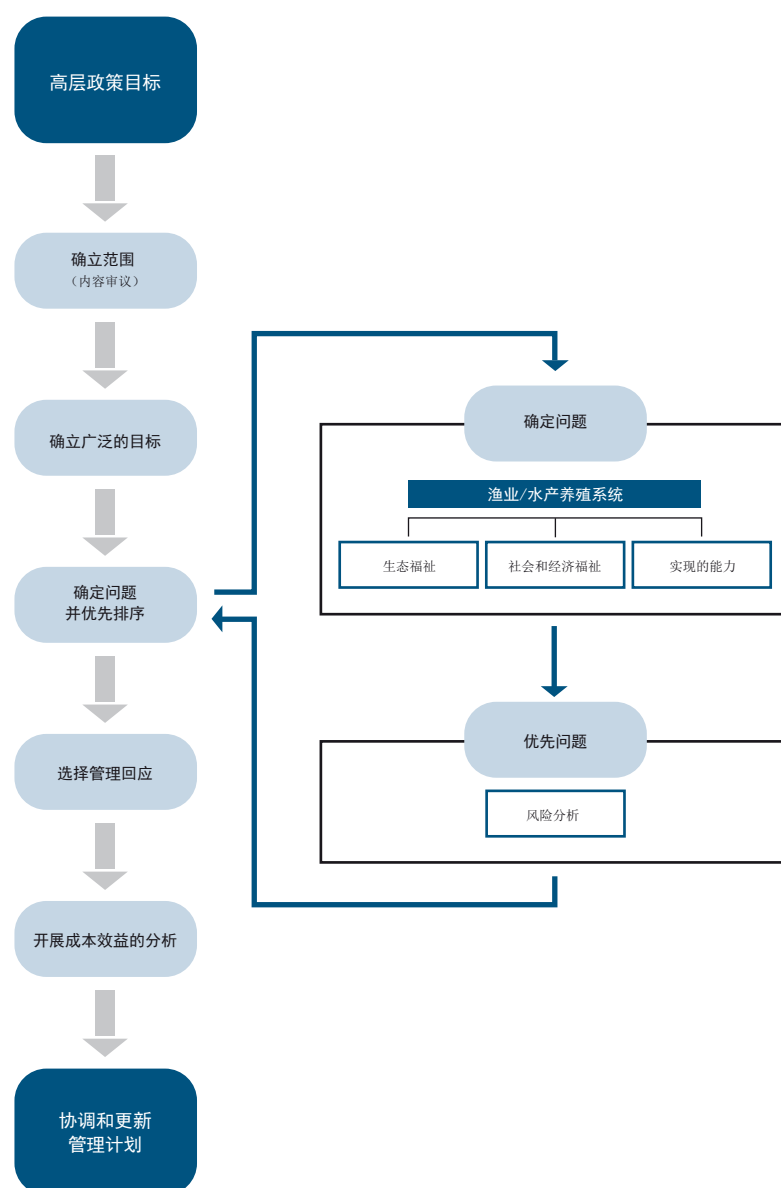 高层政策目标
确立范围
（内容审议）
确立广泛的目标
确定问题
并优先排序
选择管理回应
开展成本效益的分析
协调和更新
管理计划
确定问题
渔业/水产养殖系统
生态福祉
社会和经济福祉
实现的能力
优先问题
风险分析